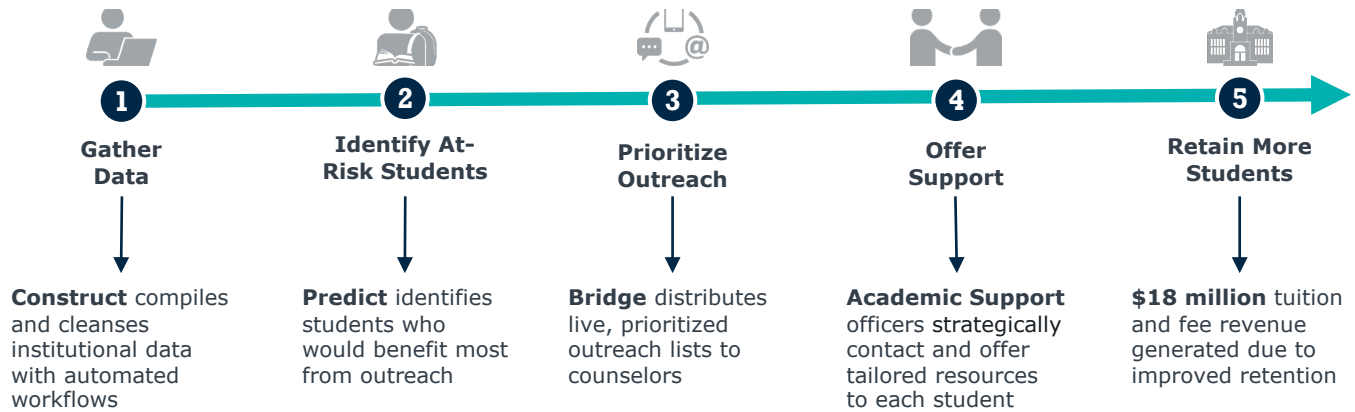 @
1
2
3
4
5
Gather
Data
Identify At-
Risk Students
Prioritize
Outreach
Offer
Support
Retain More
Students
Construct compiles
and cleanses
institutional data
with automated
workflows
Predict identifies
students who
would benefit most
from outreach
Bridge distributes
live, prioritized
outreach lists to
counselors
Academic Support
officers strategically
contact and offer
tailored resources
to each student
$18 million tuition
and fee revenue
generated due to
improved retention